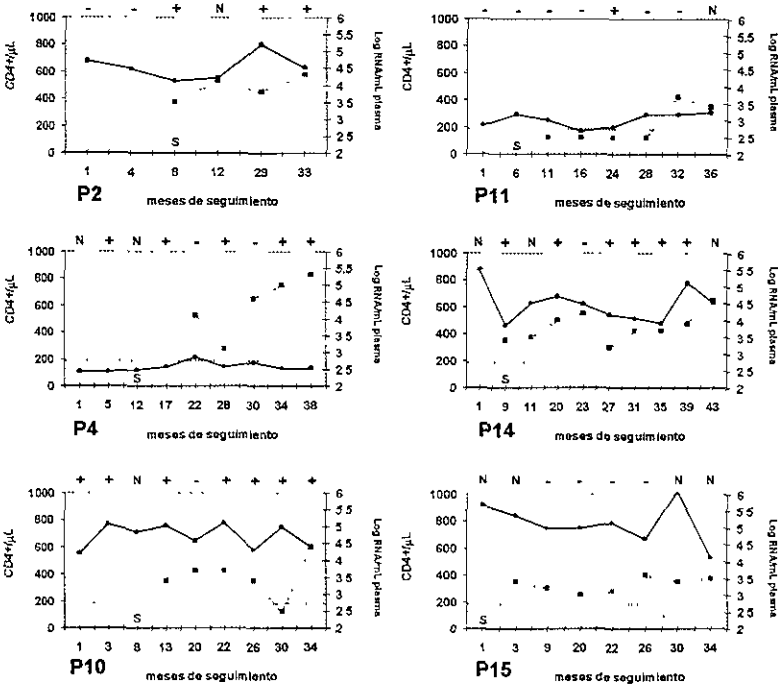 - - + N + +
1000 6
800 5.5
600 5
400 4.5
200 4
0 3.5
3
2.5
2
CD4+/µL
Log RNA/mL plasma
S
1 4 8 12 29 33
P2 meses de seguimiento
- - - - + - - N
1000 6
800 5.5
600 5
400 4.5
200 4
0 3.5
3
2.5
2
CD4+/µL
Log RNA/mL plasma
S
1 6 11 16 24 28 32 36
P11 meses de seguimiento
N + N + - + - + +
1000 6
800 5.5
600 5
400 4.5
200 4
0 3.5
3
2.5
2
CD4+/µL
Log RNA/mL plasma
S
1 5 12 17 22 28 30 34 38
P4 meses de seguimiento
N + N + - + + + + N
1000 6
800 5.5
600 5
400 4.5
200 4
0 3.5
3
2.5
2
CD4+/µL
Log RNA/mL plasma
S
1 9 11 20 23 27 31 35 39 43
P14 meses de seguimiento
+ + N + - + + + +
1000 6
800 5.5
600 5
400 4.5
200 4
0 3.5
3
2.5
2
CD4+/µL
Log RNA/mL plasma
S
1 3 8 13 20 22 26 30 34
P10 meses de seguimiento
N N - - - - N N
1000 6
800 5.5
600 5
400 4.5
200 4
0 3.5
3
2.5
2
CD4+/µL
Log RNA/mL plasma
S
1 3 9 20 22 26 30 34
P15 meses de seguimiento